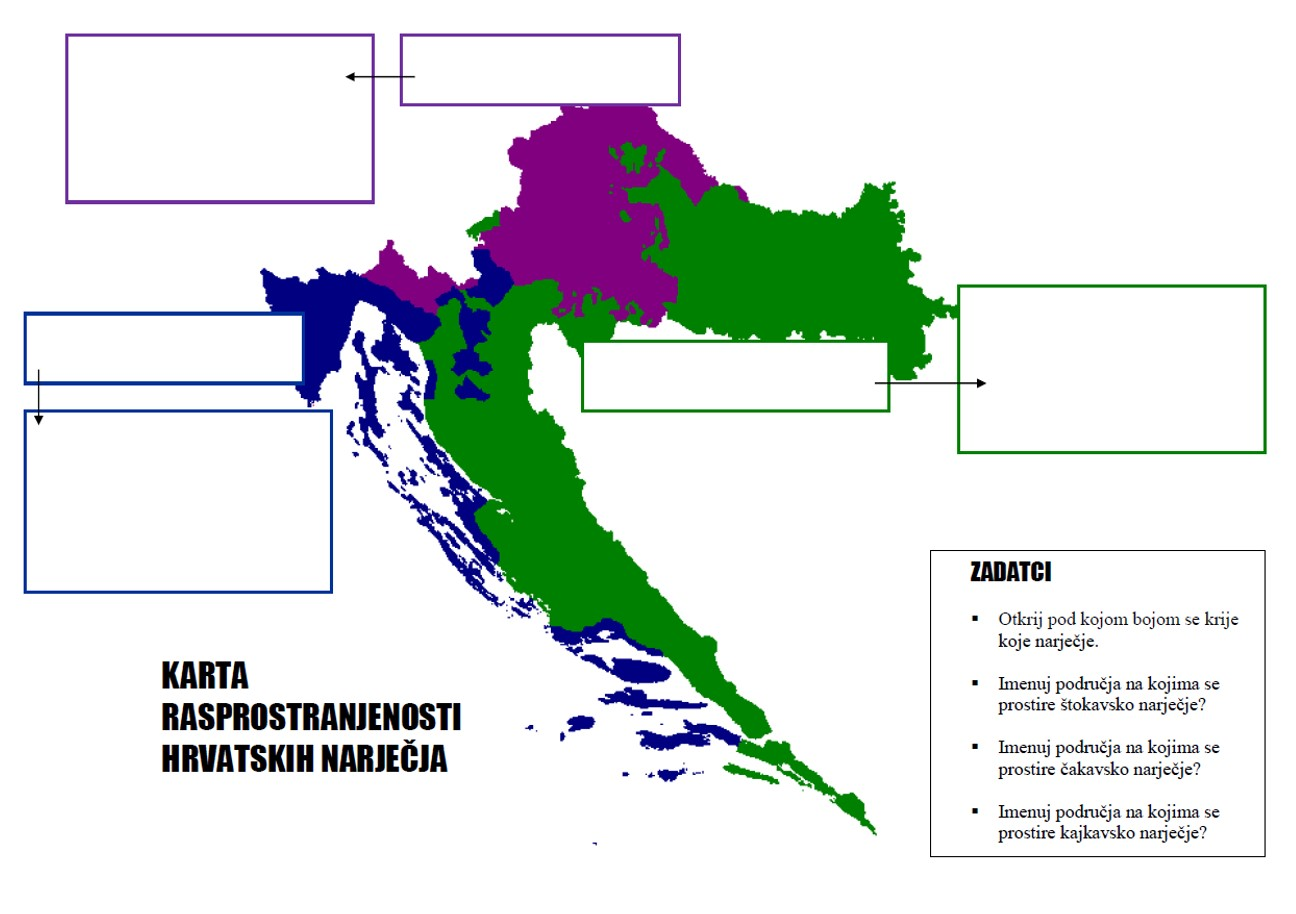 KARTA
RASPROSTRANJENOSTI
HRVATSKIH NARJEČJA
ZADATCI
▪ Otkrij pod kojom bojom se krije
koje narječje.
▪ Imenuj područja na kojima se
prostire štokavsko narječje?
▪ Imenuj područja na kojima se
prostire čakavsko narječje?
▪ Imenuj područja na kojima se
prostire kajkavsko narječje?